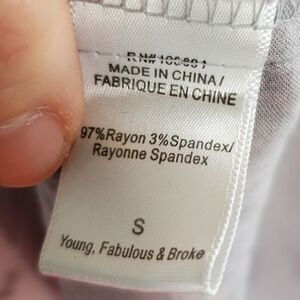 MADE IN CHINA/
FABRIQUE EN CHINE
97%Rayon 3%Spandex/
Rayonne Spandex
S
Young, Fabulous & Broke